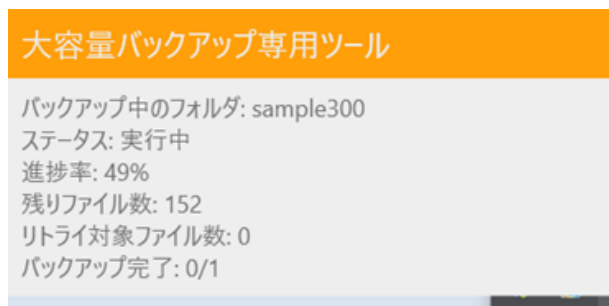 大容量バックアップ専用ツール
バックアップ中のフォルダ: sample300
ステータス: 実行中
進捗率: 49%
残りファイル数: 152
リトライ対象ファイル数: 0
バックアップ完了: 0/1